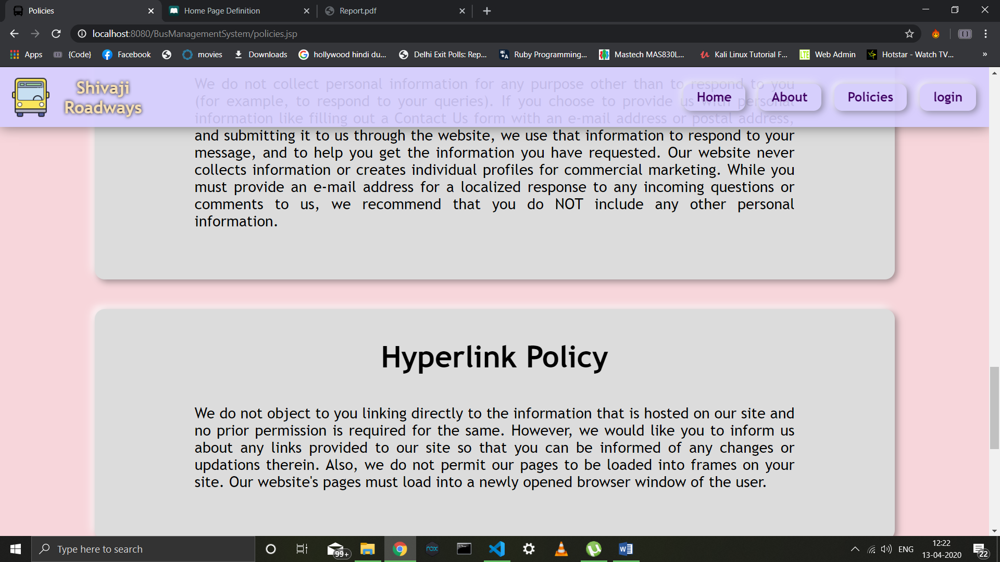 Policies
Home Page Definition
Report.pdf
localhost:8080/BusManagementSystem/policies.jsp
Apps
{Code}
Facebook
movies
Downloads
hollywood hindi du...
Delhi Exit Polls: Rep...
Ruby Programming...
Mastech MAS830L...
Kali Linux Tutorial F...
LTE
Web Admin
Hotstar - Watch TV...
»
Shivaji
Roadways
Home
About
Policies
login
We do not collect personal information for any purpose other than to respond to you
(for example, to respond to your queries). If you choose to provide us with personal
information like filling out a Contact Us form with an e-mail address or postal address,
and submitting it to us through the website, we use that information to respond to your
message, and to help you get the information you have requested. Our website never
collects information or creates individual profiles for commercial marketing. While you
must provide an e-mail address for a localized response to any incoming questions or
comments to us, we recommend that you do NOT include any other personal
information.
Hyperlink Policy
We do not object to you linking directly to the information that is hosted on our site and
no prior permission is required for the same. However, we would like you to inform us
about any links provided to our site so that you can be informed of any changes or
updations therein. Also, we do not permit our pages to be loaded into frames on your
site. Our website's pages must load into a newly opened browser window of the user.
Type here to search
99+
nox
ENG
12:22
13-04-2020
22